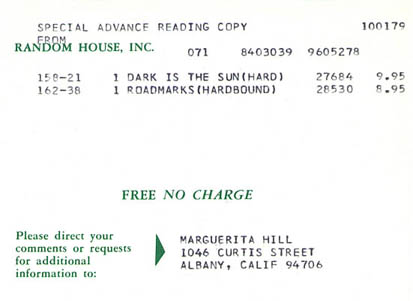 SPECIAL ADVANCE READING COPY 100179
FROM
RANDOM HOUSE, INC. 071 8403039 9605278
158-21 1 DARK IS THE SUN(HARD) 27684 9.95
162-38 1 ROADMARKS(HARDBOUND) 28530 8.95
FREE NO CHARGE
Please direct your
comments or requests
for additional
information to:
MARGUERITA HILL
1046 CURTIS STREET
ALBANY, CALIF 94706